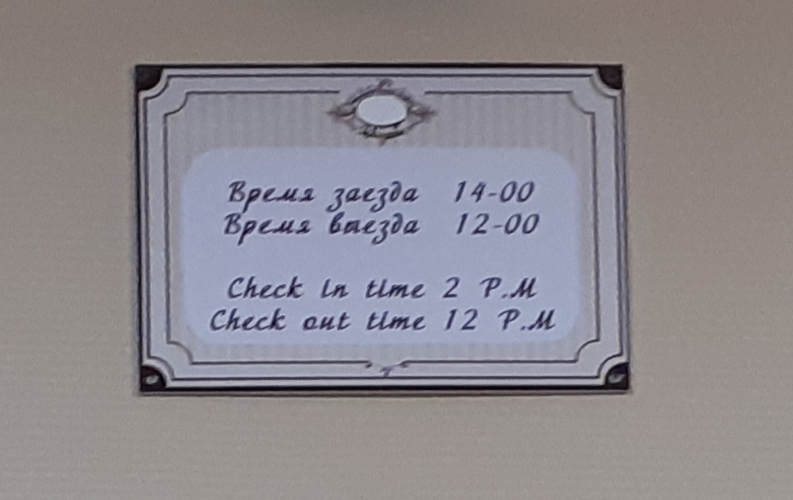 Время заезда 14-00
Время выезда 12-00
Check in time 2 P.M
Check out time 12 P.M